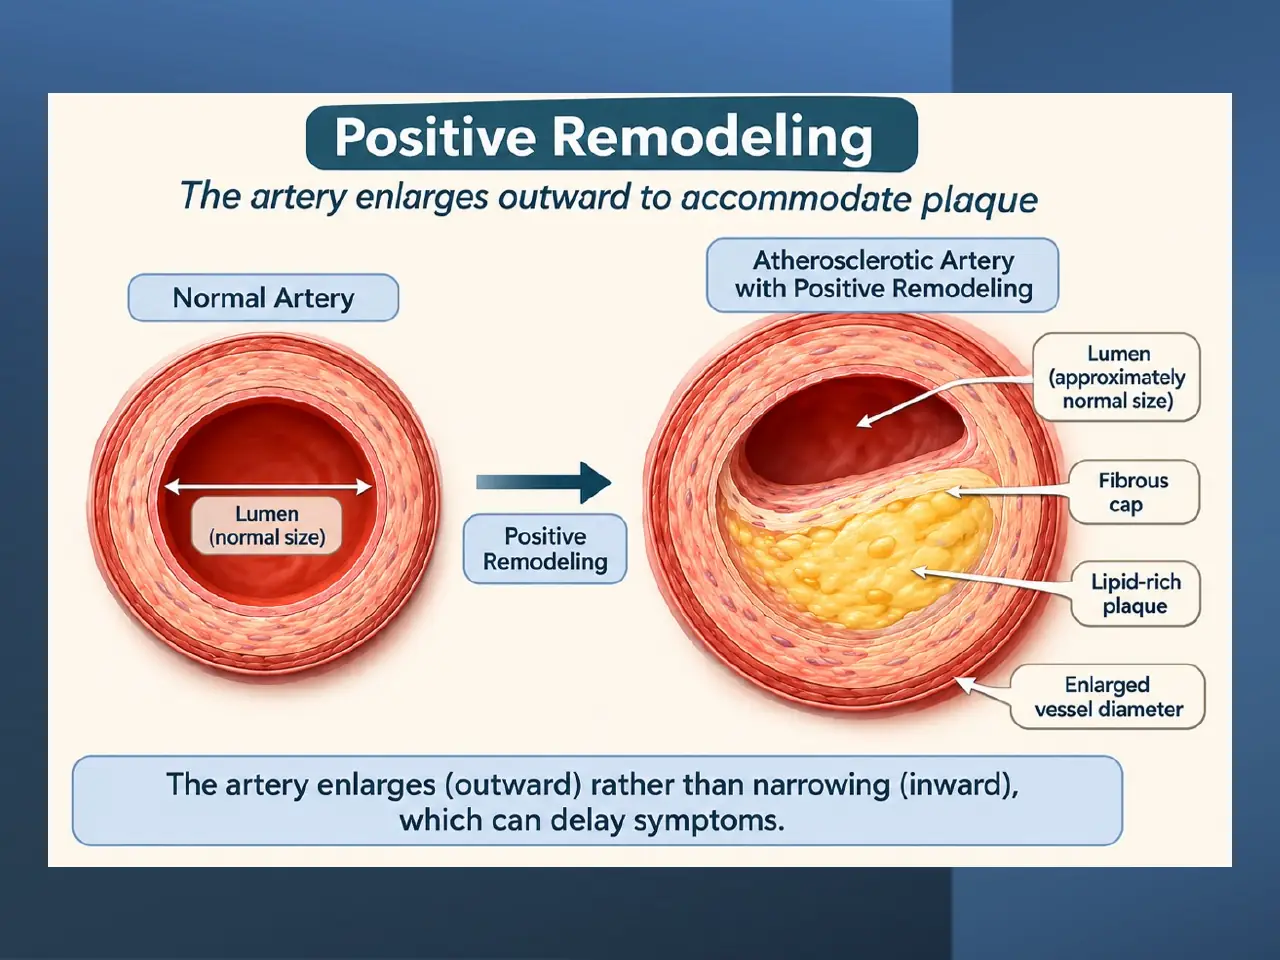 Positive Remodeling
The artery enlarges outward to accommodate plaque
Normal Artery
Lumen
(normal size)
Positive
Remodeling
Atherosclerotic Artery
with Positive Remodeling
Lumen
(approximately
normal size)
Fibrous
cap
Lipid-rich
plaque
Enlarged
vessel diameter
The artery enlarges (outward) rather than narrowing (inward),
which can delay symptoms.